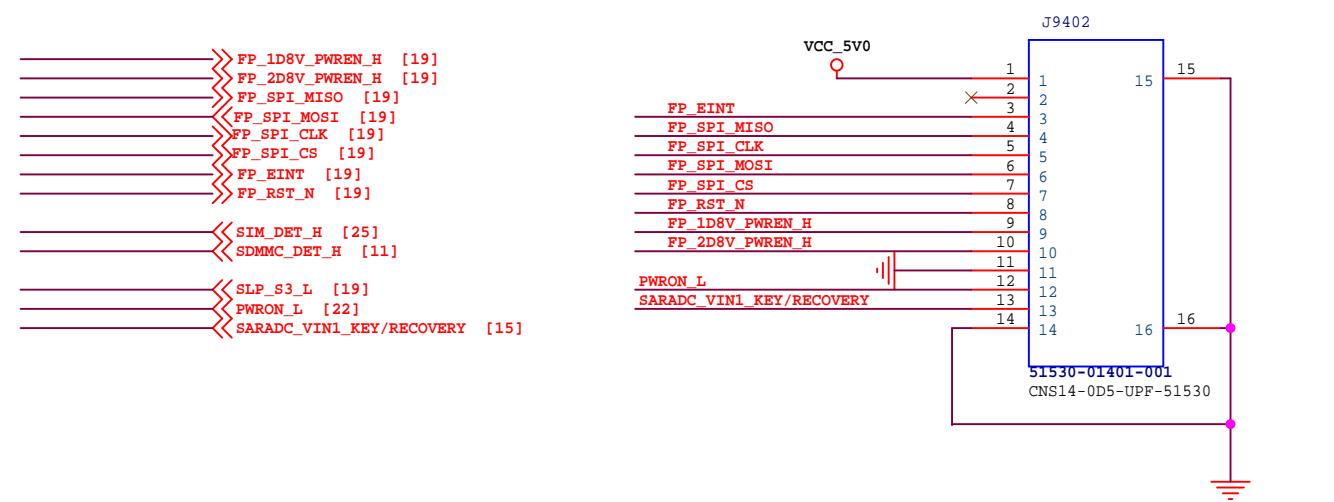 FP_1D8V_PWREN_H [19]
FP_2D8V_PWREN_H [19]
FP_SPI_MISO [19]
FP_SPI_MOSI [19]
FP_SPI_CLK [19]
FP_SPI_CS [19]
FP_EINT [19]
FP_RST_N [19]
SIM_DET_H [25]
SDMMC_DET_H [11]
SLP_S3_L [19]
PWRON_L [22]
SARADC_VIN1_KEY/RECOVERY [15]
J9402
VCC_5V0
1 1 15 15
2 2
FP_EINT 3 3
FP_SPI_MISO 4 4
FP_SPI_CLK 5 5
FP_SPI_MOSI 6 6
FP_SPI_CS 7 7
FP_RST_N 8 8
FP_1D8V_PWREN_H 9 9
FP_2D8V_PWREN_H 10 10
11 11
PWRON_L 12 12
SARADC_VIN1_KEY/RECOVERY 13 13
14 14 16 16
51530-01401-001
CNS14-0D5-UPF-51530